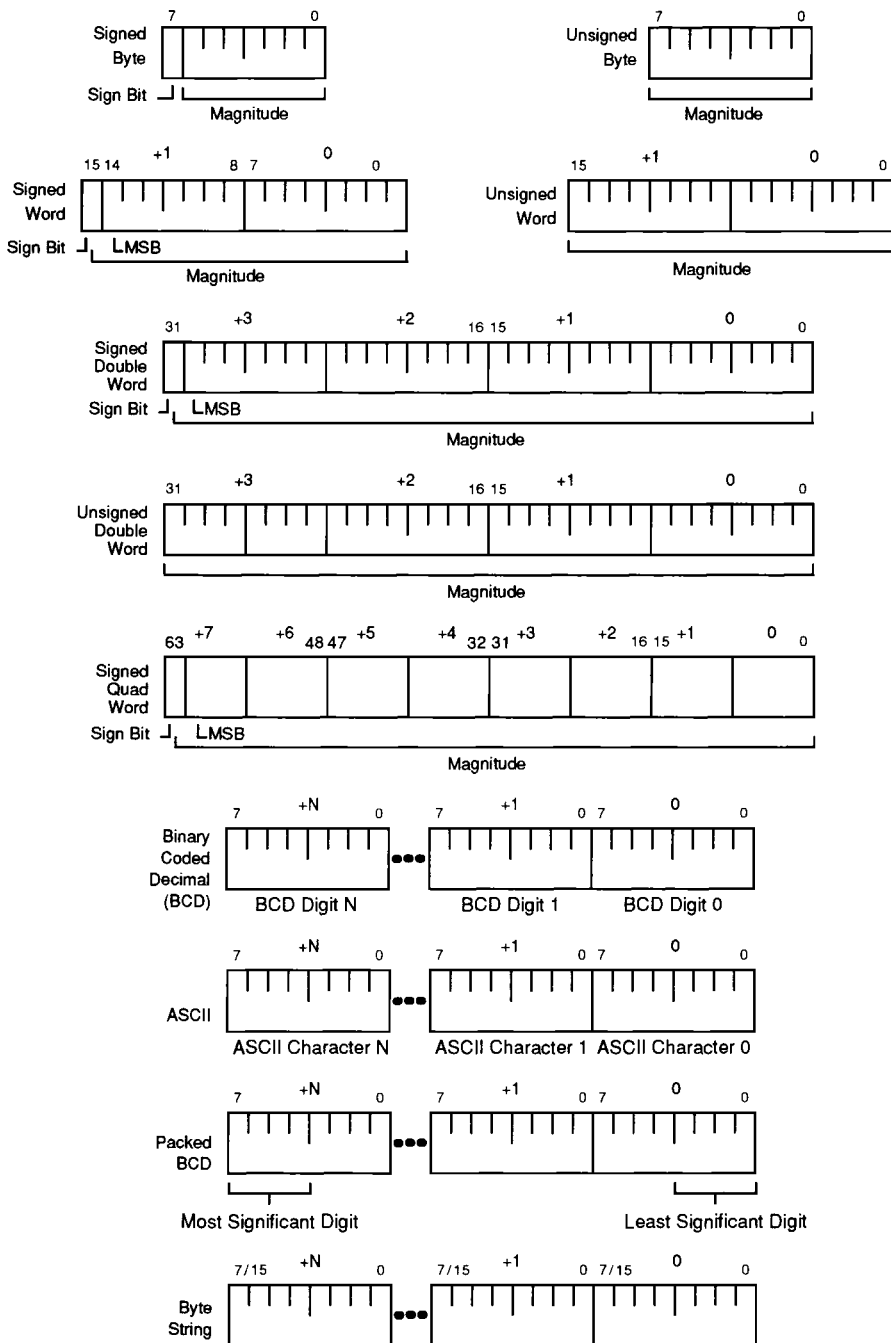 7 0
Signed
Byte
Sign Bit
Magnitude
7 0
Unsigned
Byte
Magnitude
15 14 +1 8 7 0 0
Signed
Word
Sign Bit MSB
Magnitude
15 +1 0 0
Unsigned
Word
Magnitude
31 +3 +2 16 15 +1 0 0
Signed
Double
Word
Sign Bit MSB
Magnitude
31 +3 +2 16 15 +1 0 0
Unsigned
Double
Word
Magnitude
63 +7 +6 48 47 +5 +4 32 31 +3 +2 16 15 +1 0 0
Signed
Quad
Word
Sign Bit MSB
Magnitude
7 +N 0 7 +1 0 7 0 0
Binary
Coded
Decimal
(BCD)
BCD Digit N BCD Digit 1 BCD Digit 0
7 +N 0 7 +1 0 7 0 0
ASCII
ASCII Character N ASCII Character 1 ASCII Character 0
7 +N 0 7 +1 0 7 0 0
Packed
BCD
Most Significant Digit Least Significant Digit
7/15 +N 0 7/15 +1 0 7/15 0 0
Byte
String